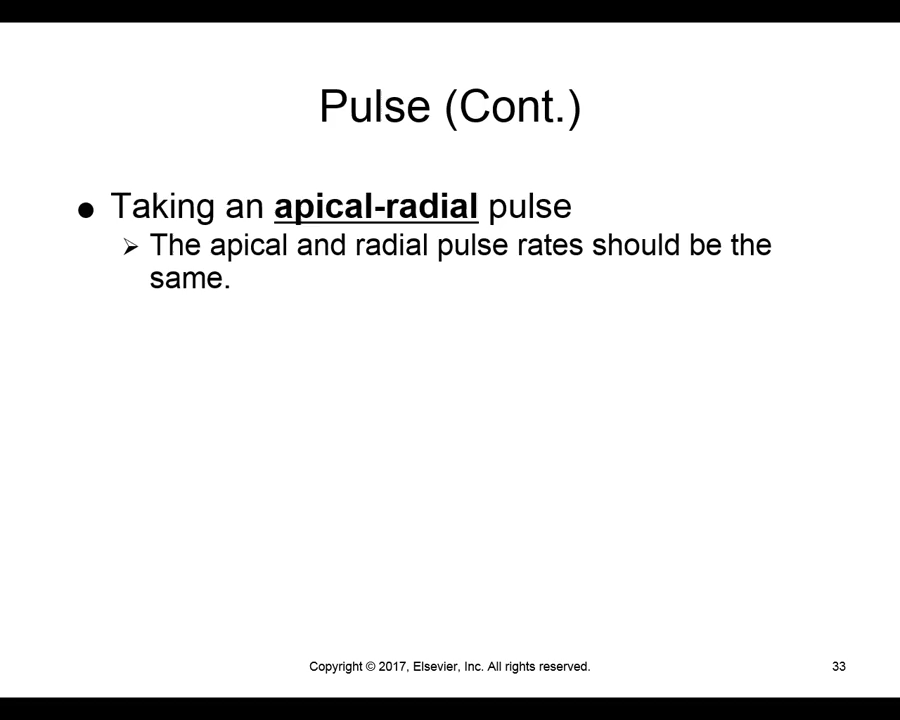 Pulse (Cont.)
● Taking an apical-radial pulse
➢ The apical and radial pulse rates should be the
same.
Copyright © 2017, Elsevier, Inc. All rights reserved.
33